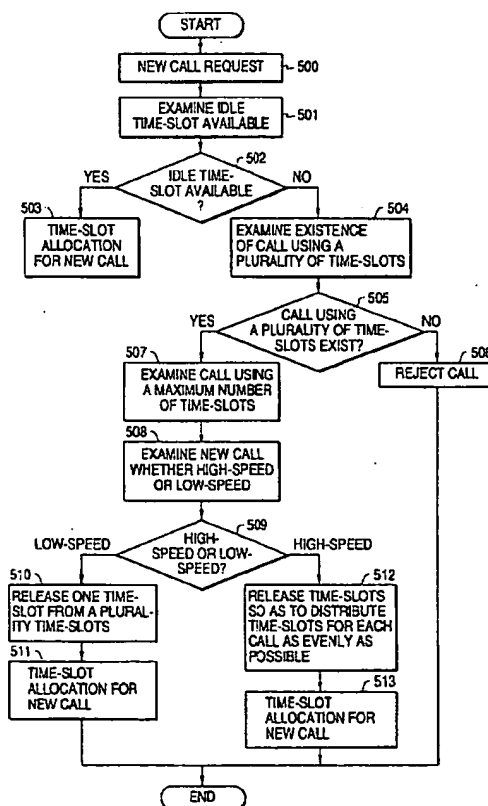 START
NEW CALL REQUEST
500
EXAMINE IDLE
TIME-SLOT AVAILABLE
501
502
IDLE TIME-
SLOT AVAILABLE
?
YES
NO
503
TIME-SLOT
ALLOCATION
FOR NEW CALL
504
EXAMINE EXISTENCE
OF CALL USING A
PLURALITY OF TIME-SLOTS
505
CALL USING
A PLURALITY OF TIME-
SLOTS EXIST?
YES
NO
507
EXAMINE CALL USING
A MAXIMUM NUMBER
OF TIME-SLOTS
506
REJECT CALL
508
EXAMINE NEW CALL
WHETHER HIGH-SPEED
OR LOW-SPEED
509
HIGH-
SPEED OR LOW-
SPEED?
LOW-SPEED
HIGH-SPEED
510
RELEASE ONE TIME-
SLOT FROM A PLURAL-
ITY TIME-SLOTS
512
RELEASE TIME-SLOTS
SO AS TO DISTRIBUTE
TIME-SLOTS FOR EACH
CALL AS EVENLY AS
POSSIBLE
511
TIME-SLOT
ALLOCATION FOR
NEW CALL
513
TIME-SLOT
ALLOCATION FOR
NEW CALL
END